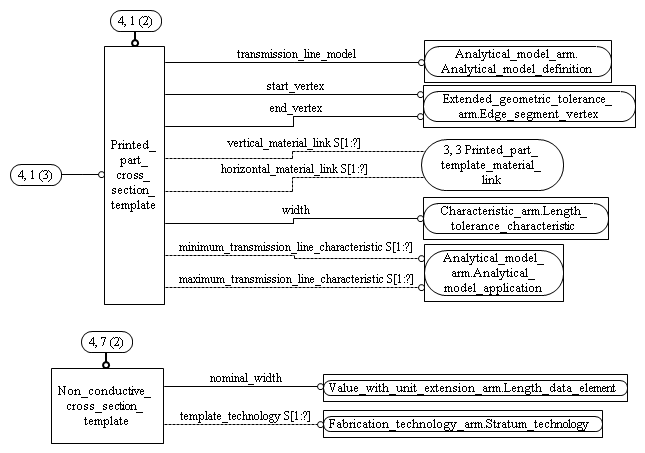 4, 1 (2)
transmission_line_model
Analytical_model_arm.
Analytical_model_definition
start_vertex
end_vertex
Extended_geometric_tolerance_
arm.Edge_segment_vertex
Printed_
part_
cross_
section_
template
vertical_material_link S[1:?]
horizontal_material_link S[1:?]
3, 3 Printed_part_
template_material_
link
4, 1 (3)
width
Characteristic_arm.Length_
tolerance_characteristic
minimum_transmission_line_characteristic S[1:?]
maximum_transmission_line_characteristic S[1:?]
Analytical_model_
arm.Analytical_
model_application
4, 7 (2)
Non_conductive_
cross_section_
template
nominal_width
Value_with_unit_extension_arm.Length_data_element
template_technology S[1:?]
Fabrication_technology_arm.Stratum_technology